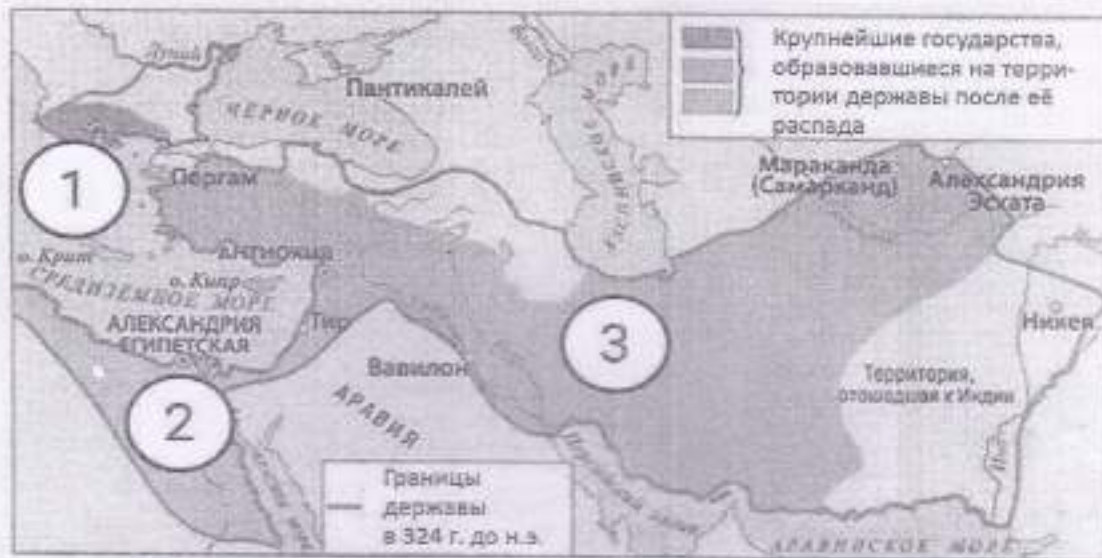 Крупнейшие государства,
образовавшиеся на терри-
тории державы после её
распада
Дунай
Пантикапей
ЧЕРНОЕ МОРЕ
Мараканда
(Самарканд)
Александрия
Эсхата
1
Пергам
Антиохия
о. Крит
о. Кипр
СРЕДИЗЕМНОЕ МОРЕ
АЛЕКСАНДРИЯ
ЕГИПЕТСКАЯ
Тир
3
Никея
Вавилон
Территория,
отошедшая к Индии
2
АРАВИЯ
Инд
Границы
державы
в 324 г. до н.э.
АРАВИЙСКОЕ МОРЕ